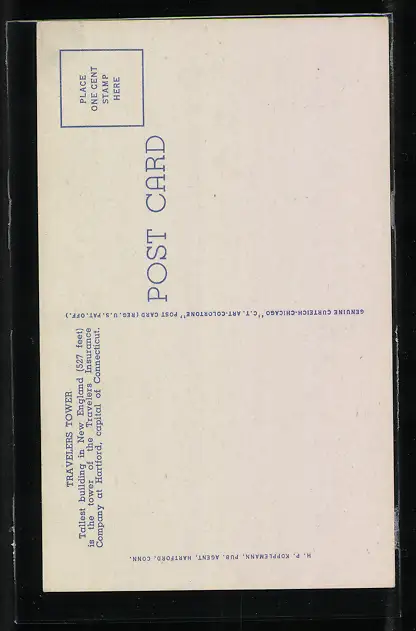 TRAVELERS TOWER
Tallest building in New England (527 feet)
is the tower of the Travelers Insurance
Company at Hartford, capital of Connecticut.
POST CARD
PLACE
ONE CENT
STAMP
HERE
GENUINE CURTEICH-CHICAGO "C.T. ART-COLORTONE" POST CARD (REG. U.S. PAT. OFF.)
H. P. KOPPLEMANN, PUB. AGENT, HARTFORD, CONN.